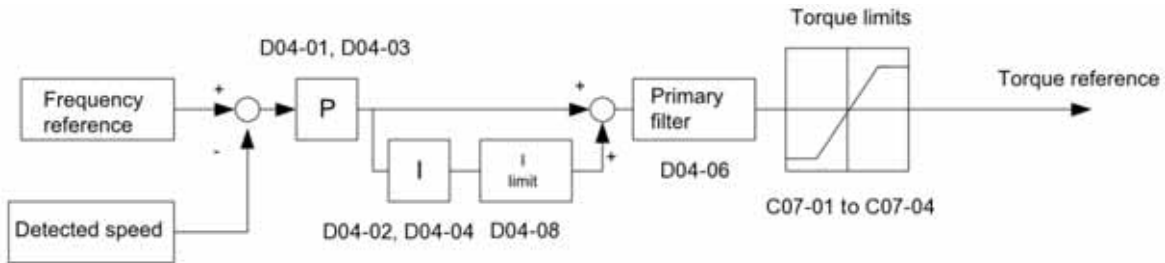 Torque limits
D04-01, D04-03
Frequency
reference
+
-
P
+
+
Primary
filter
Torque reference
I
I
limit
D04-06
Detected speed
D04-02, D04-04
D04-08
C07-01 to C07-04